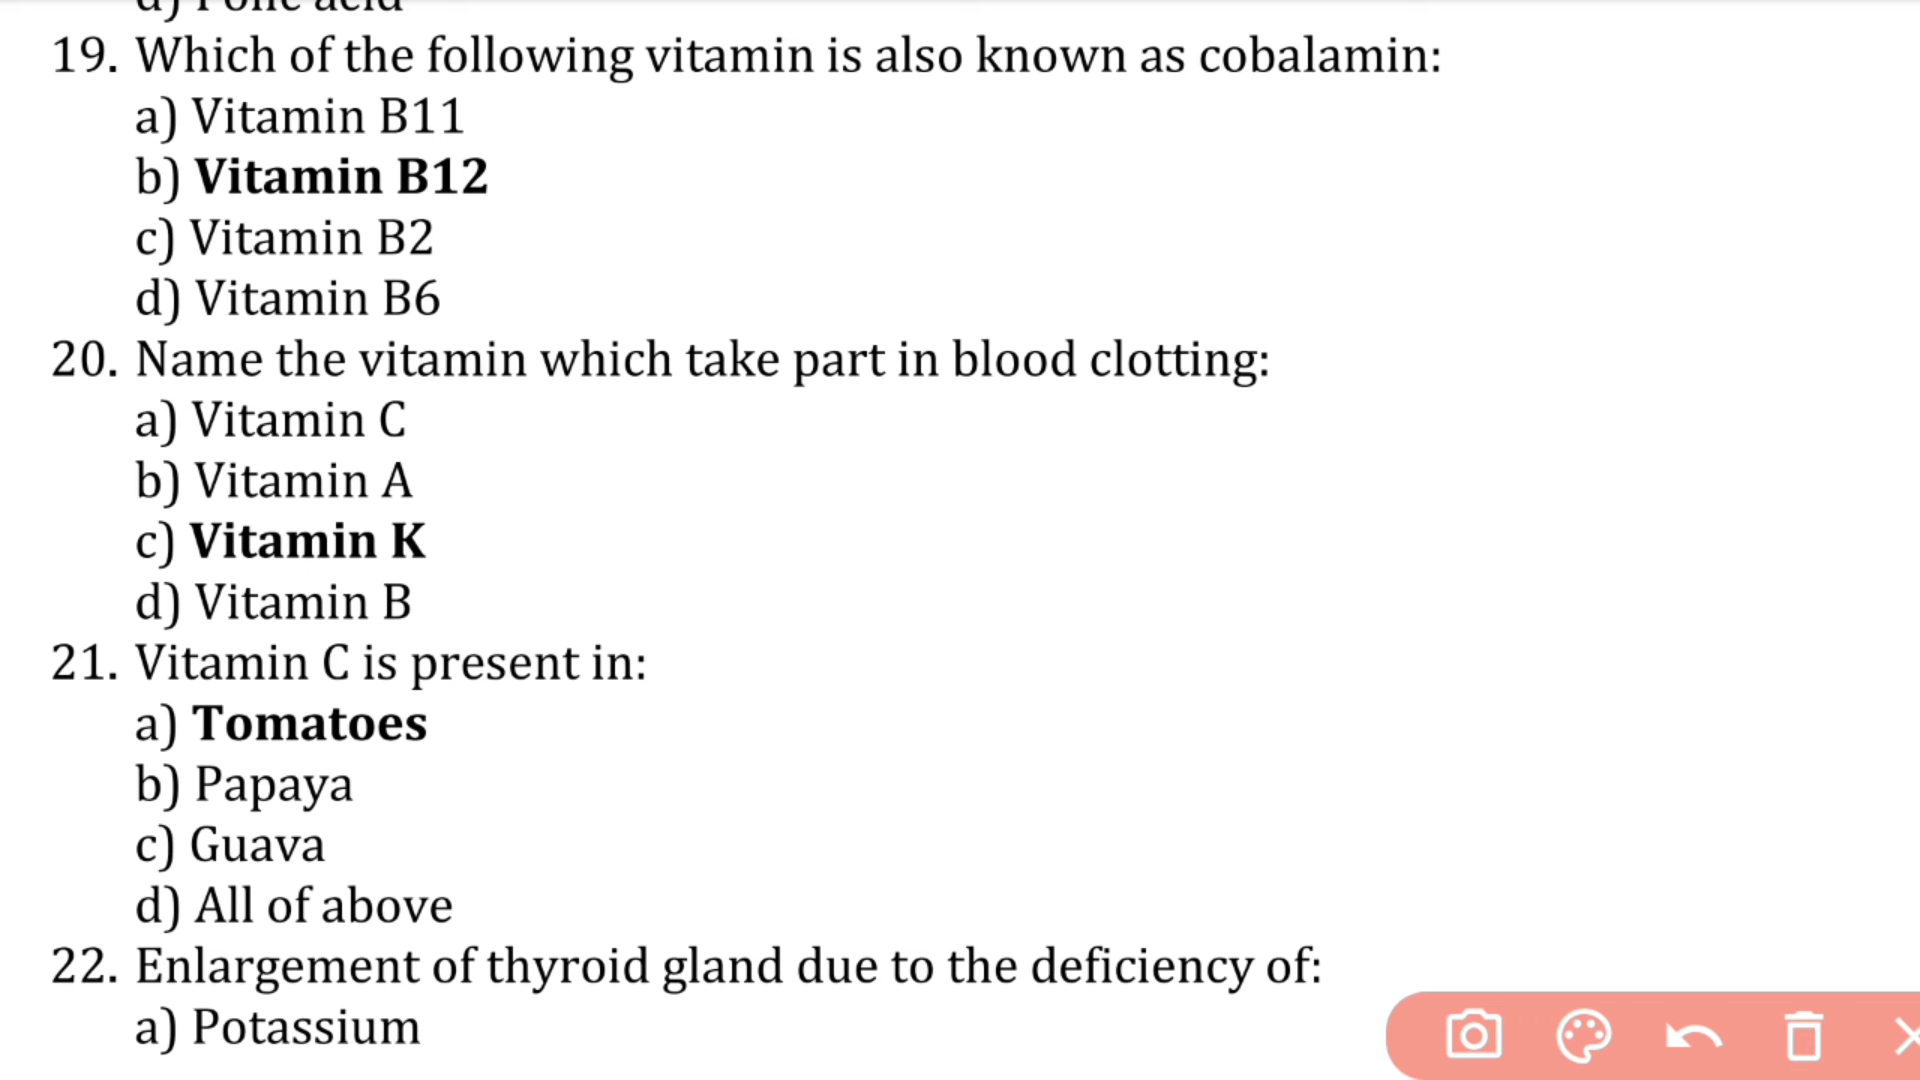 19. Which of the following vitamin is also known as cobalamin:
a) Vitamin B11
b) Vitamin B12
c) Vitamin B2
d) Vitamin B6
20. Name the vitamin which take part in blood clotting:
a) Vitamin C
b) Vitamin A
c) Vitamin K
d) Vitamin B
21. Vitamin C is present in:
a) Tomatoes
b) Papaya
c) Guava
d) All of above
22. Enlargement of thyroid gland due to the deficiency of:
a) Potassium